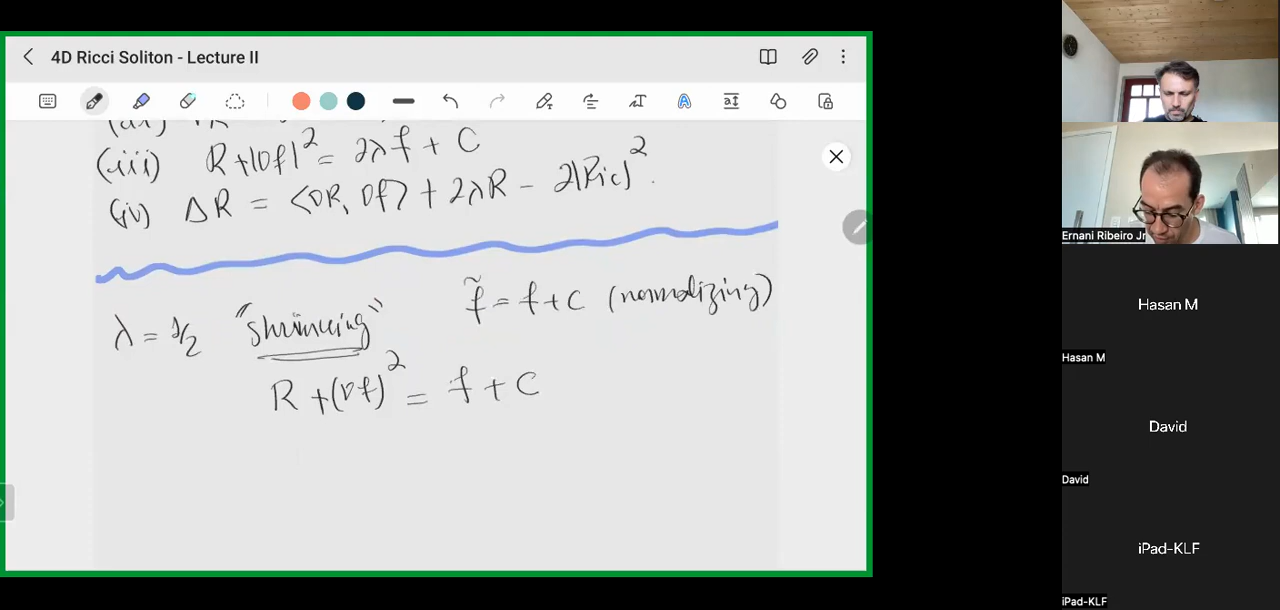 4D Ricci Soliton - Lecture II
(iii) R+|∇f|² = 2λf + C
(iv) ΔR = <∇R, ∇f> + 2λR - 2|Ric|².
λ = 1/2 "Shrincing" f̃ = f + c (normalizing)
R + (∇f)² = f + C
Ernani Ribeiro Jr
Hasan M
Hasan M
David
David
iPad-KLF
iPad-KLF